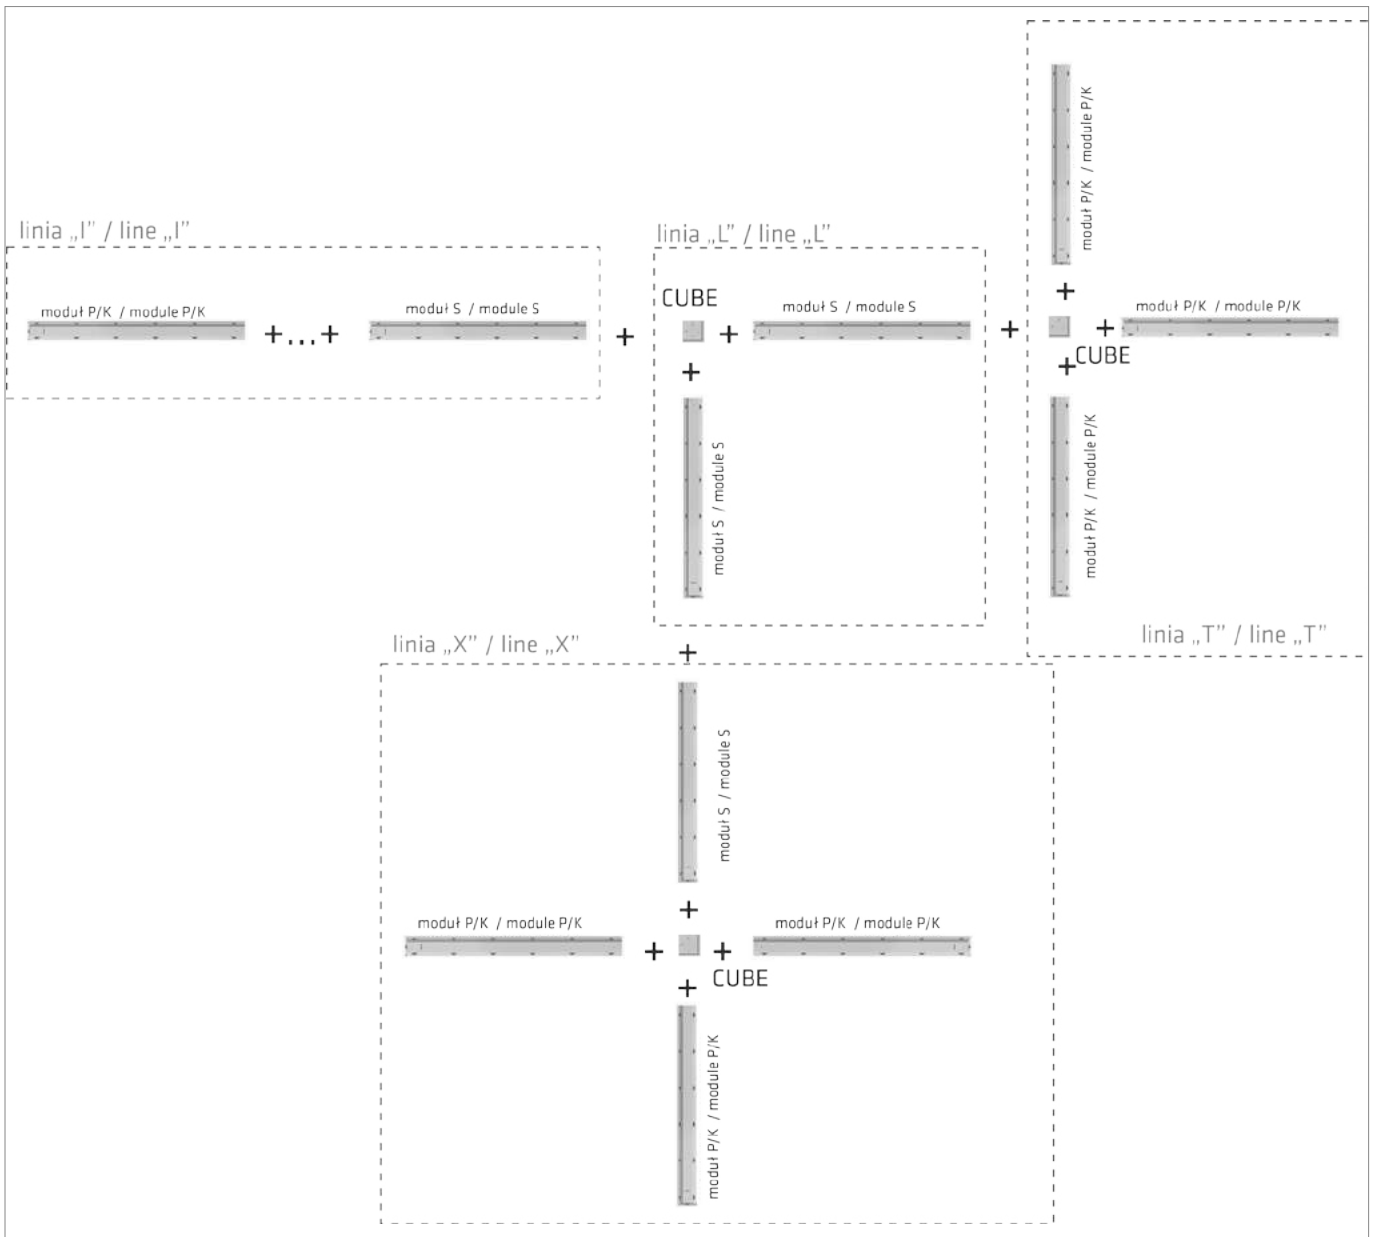 moduł P/K / module P/K
linia „I” / line „I”
linia „L” / line „L”
CUBE
moduł P/K / module P/K
moduł S / module S
moduł S / module S
moduł P/K / module P/K
+...+
+
+
+
+
+
CUBE
+
+
moduł S / module S
moduł P/K / module P/K
linia „X” / line „X”
linia „T” / line „T”
+
moduł S / module S
+
moduł P/K / module P/K
moduł P/K / module P/K
+
+
CUBE
+
moduł P/K / module P/K